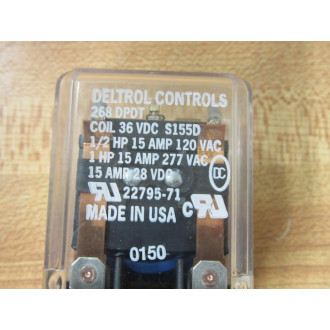 DELTROL CONTROLS
268 DPDT
COIL 36 VDC S155D
1/2 HP 15 AMP 120 VAC
1 HP 15 AMP 277 VAC
15 AMP 28 VDC
DC
22795-71
MADE IN USA
0150